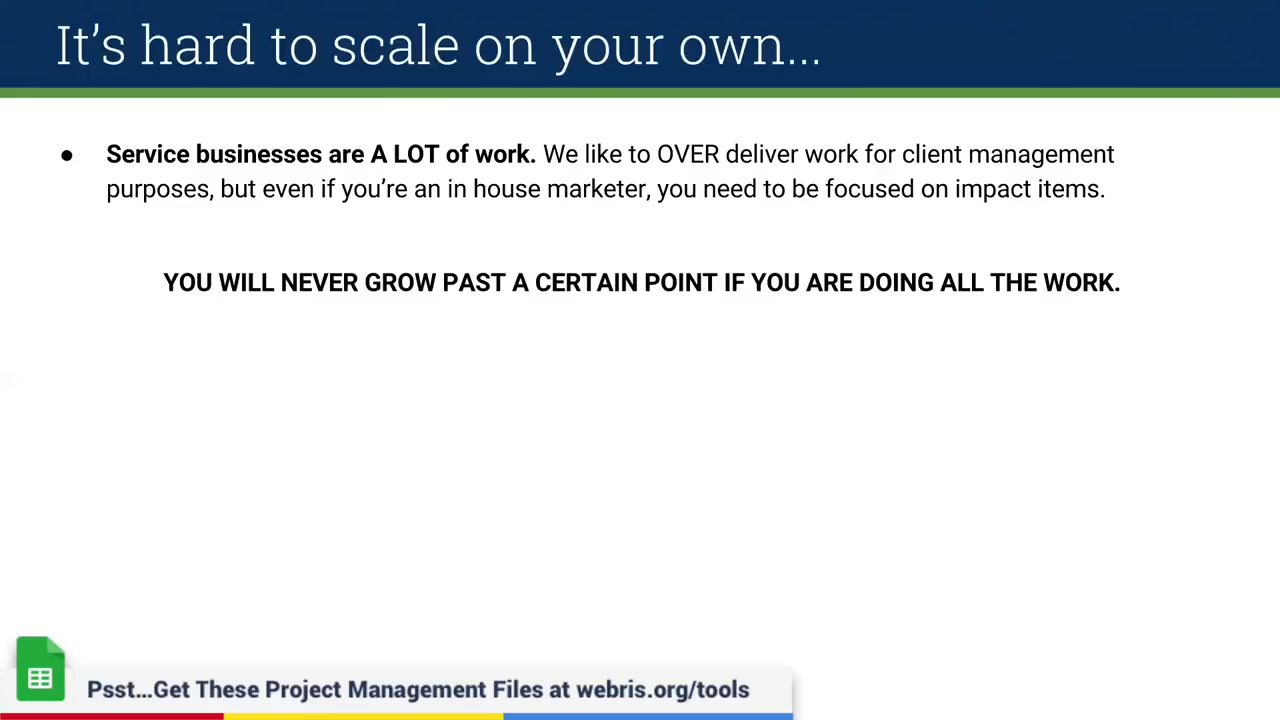 It’s hard to scale on your own...
● Service businesses are A LOT of work. We like to OVER deliver work for client management
purposes, but even if you’re an in house marketer, you need to be focused on impact items.
YOU WILL NEVER GROW PAST A CERTAIN POINT IF YOU ARE DOING ALL THE WORK.
Psst...Get These Project Management Files at webris.org/tools